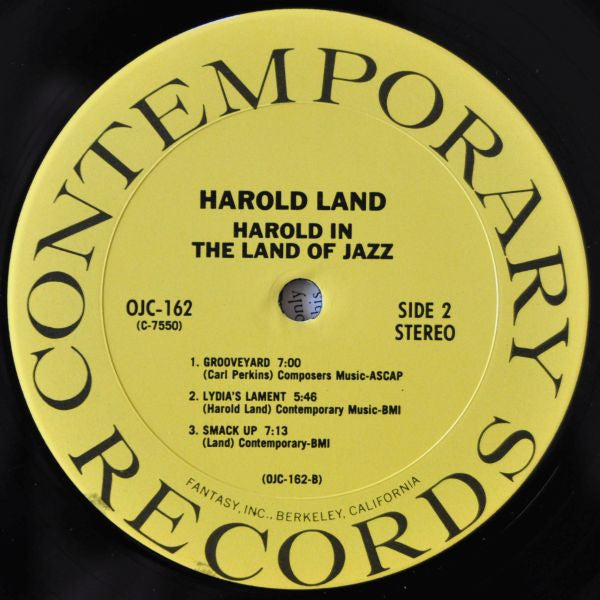 CONTEMPORARY RECORDS
HAROLD LAND
HAROLD IN
THE LAND OF JAZZ
OJC-162
(C-7550)
SIDE 2
STEREO
only
this
1. GROOVEYARD 7:00
(Carl Perkins) Composers Music-ASCAP
2. LYDIA'S LAMENT 5:46
(Harold Land) Contemporary Music-BMI
3. SMACK UP 7:13
(Land) Contemporary-BMI
(OJC-162-B)
FANTASY, INC., BERKELEY, CALIFORNIA